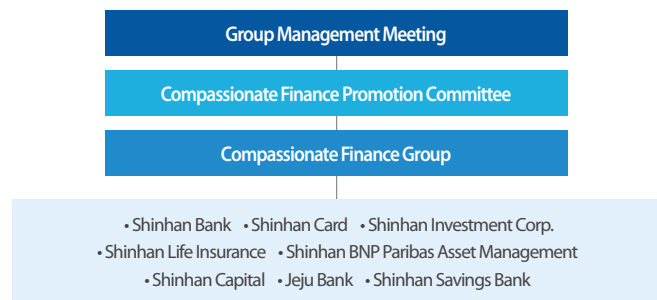 Group Management Meeting
Compassionate Finance Promotion Committee
Compassionate Finance Group
• Shinhan Bank • Shinhan Card • Shinhan Investment Corp.
• Shinhan Life Insurance • Shinhan BNP Paribas Asset Management
• Shinhan Capital • Jeju Bank • Shinhan Savings Bank